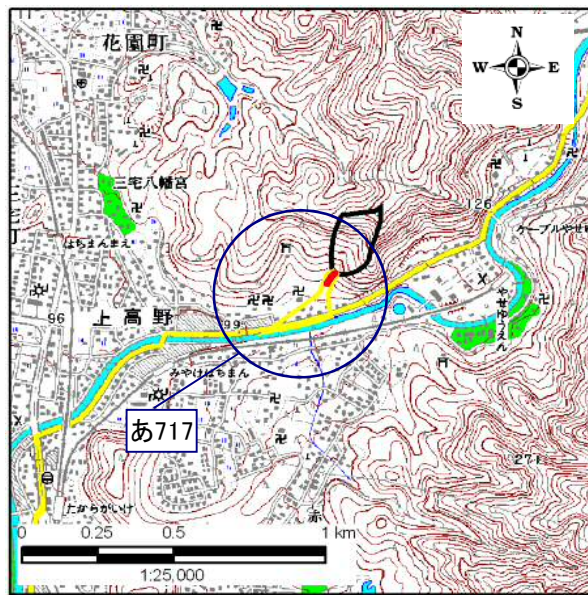 花園町
N
W E
S
三宅八幡宮
はちまんまえ
126
ケーブルやせ
上高野
96
99
みやけはちまん
やせゆうえん
あ717
271
たからがいけ
赤
0 0.25 0.5 1 km
1:25,000